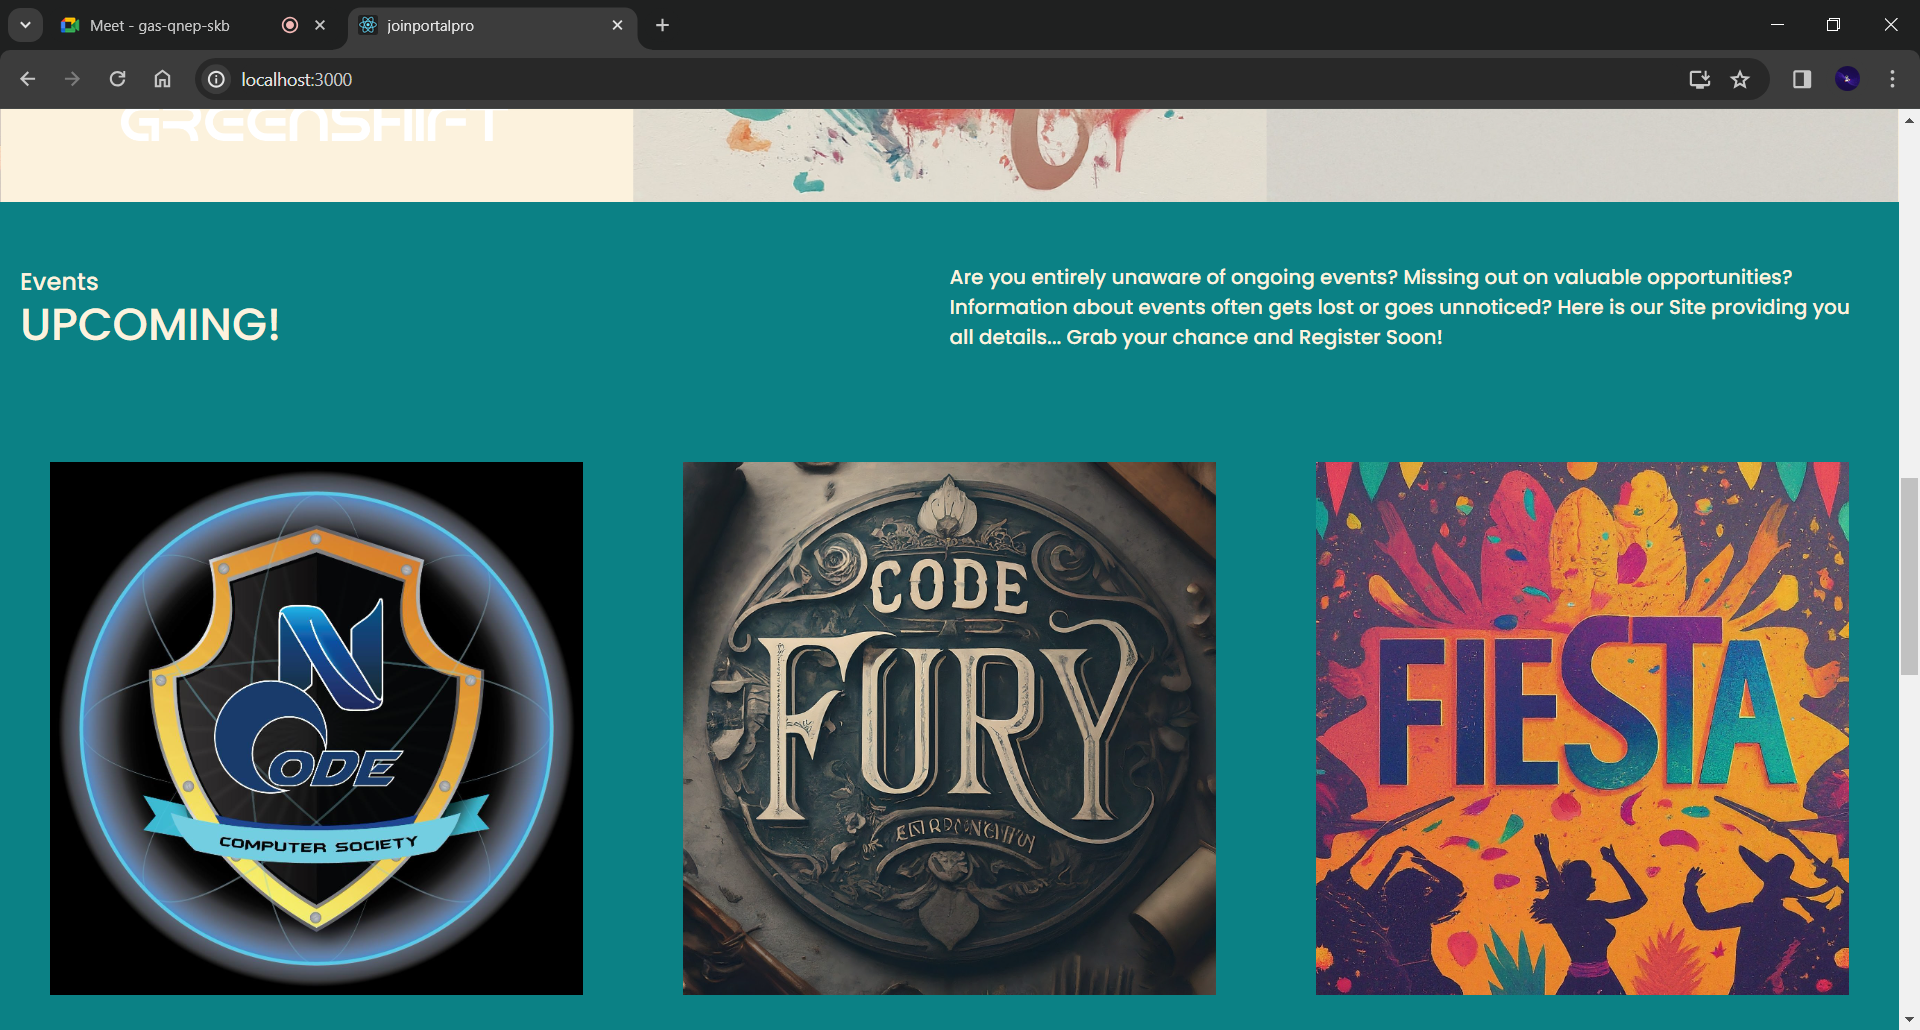 Meet - gas-qnep-skb
joinportalpro
localhost:3000
GREENSHIFT
Events
UPCOMING!
Are you entirely unaware of ongoing events? Missing out on valuable opportunities?
Information about events often gets lost or goes unnoticed? Here is our Site providing you
all details... Grab your chance and Register Soon!
N
CODE
COMPUTER SOCIETY
CODE
FURY
FIESTA